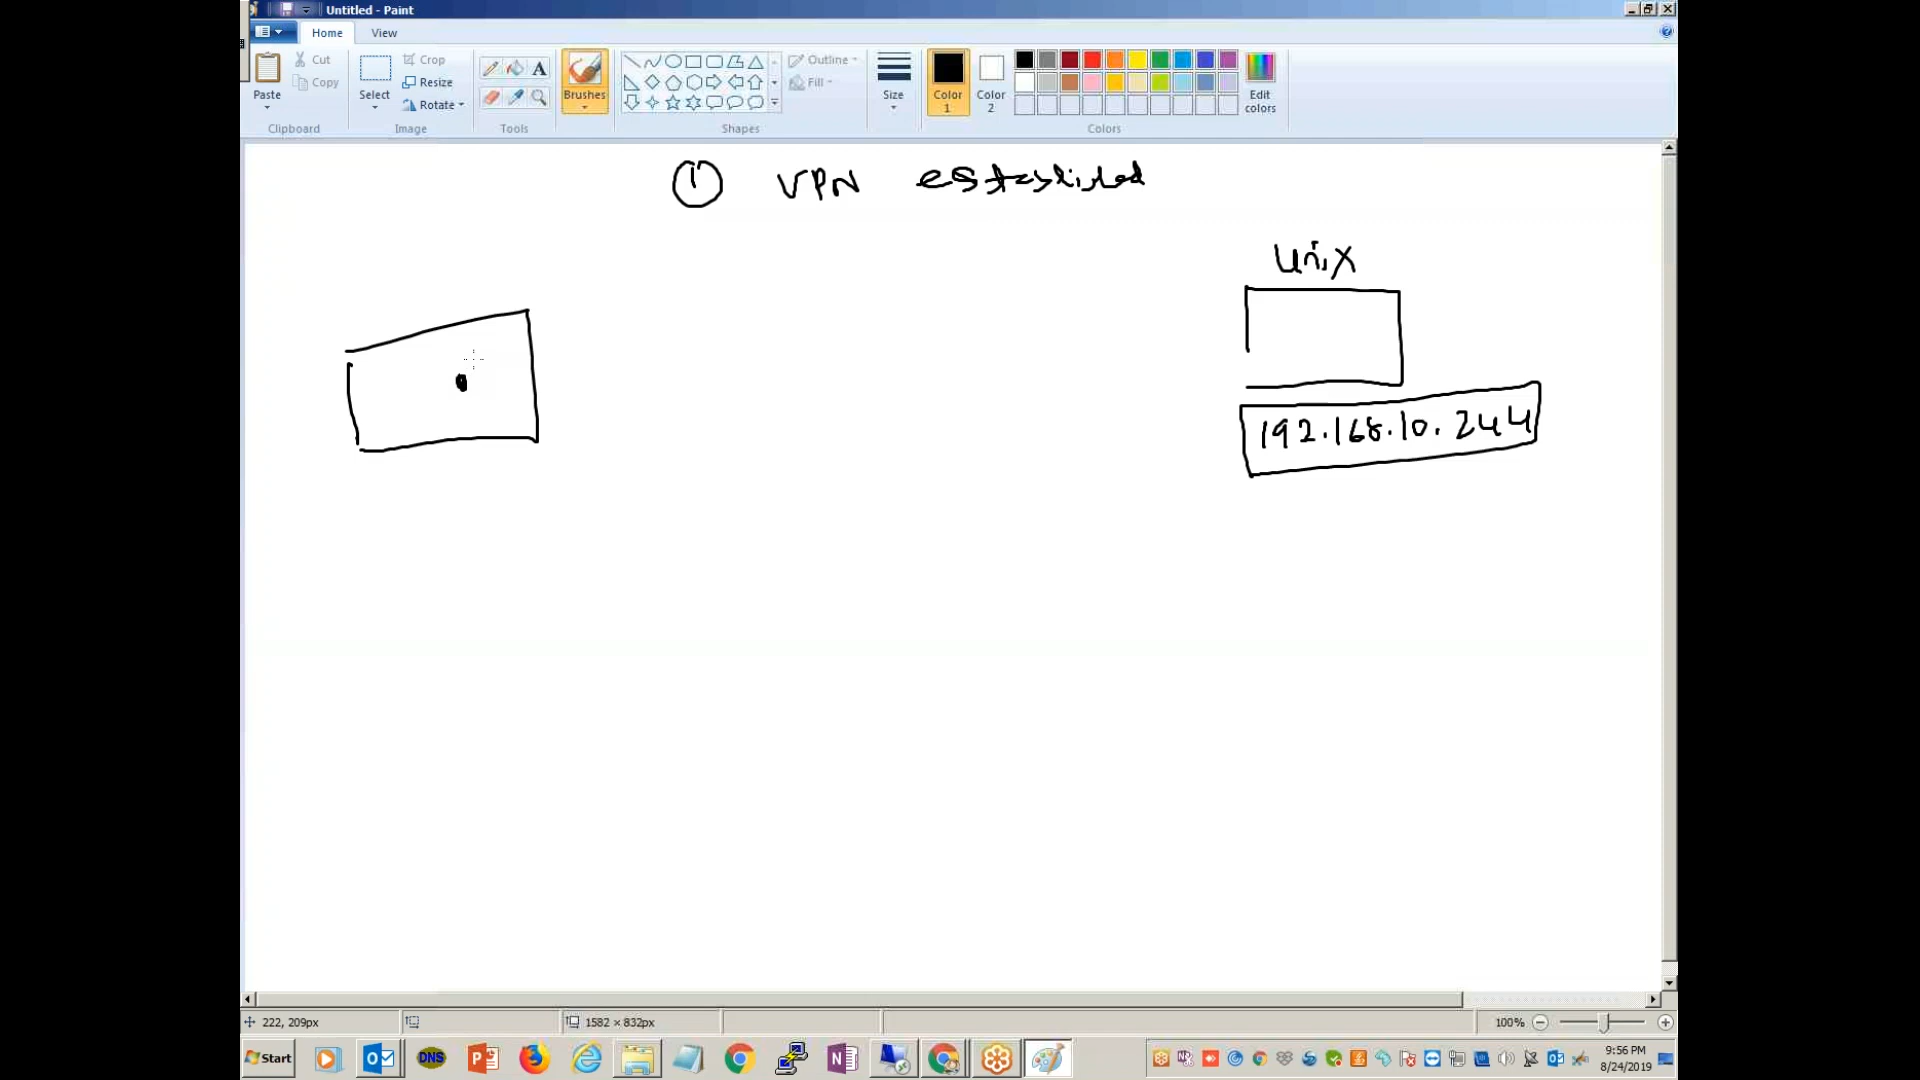 Untitled - Paint
Home View
Paste Cut Copy
Clipboard
Select Crop Resize Rotate
Image
A
Tools
Brushes
Outline Fill
Shapes
Size
Color 1 Color 2
Edit colors
Colors
1 VPN established
Unix
192.168.10.244
222, 209px 1582 × 832px 100%
Start DNS 9:56 PM
8/24/2019